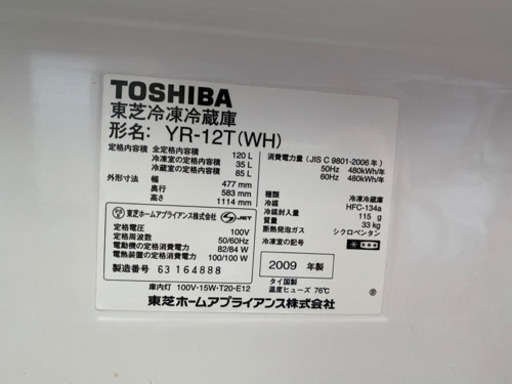 TOSHIBA
東芝冷凍冷蔵庫
形名: YR-12T(WH)
定格内容積 全定格内容積 120 L
冷凍室の定格内容積 35 L
冷蔵室の定格内容積 85 L
外形寸法 幅 477 mm
奥行 583 mm
高さ 1114 mm
東芝ホームアプライアンス株式会社 JET
定格電圧 100V
定格周波数 50/60Hz
電動機の定格消費電力 82/84 W
電熱装置の定格消費電力 100/100 W
製造番号 63164888
消費電力量 (JIS C 9801-2006 年)
50Hz 480kWh/年
60Hz 480kWh/年
種類 冷凍冷蔵庫
冷媒 HFC-134a
冷媒封入量 115 g
質量 33 kg
断熱発泡ガス シクロペンタン
冷凍室の記号
2009 年製
タイ国製
温度ヒューズ 76℃
庫内灯 100V-15W-T20-E12
東芝ホームアプライアンス株式会社